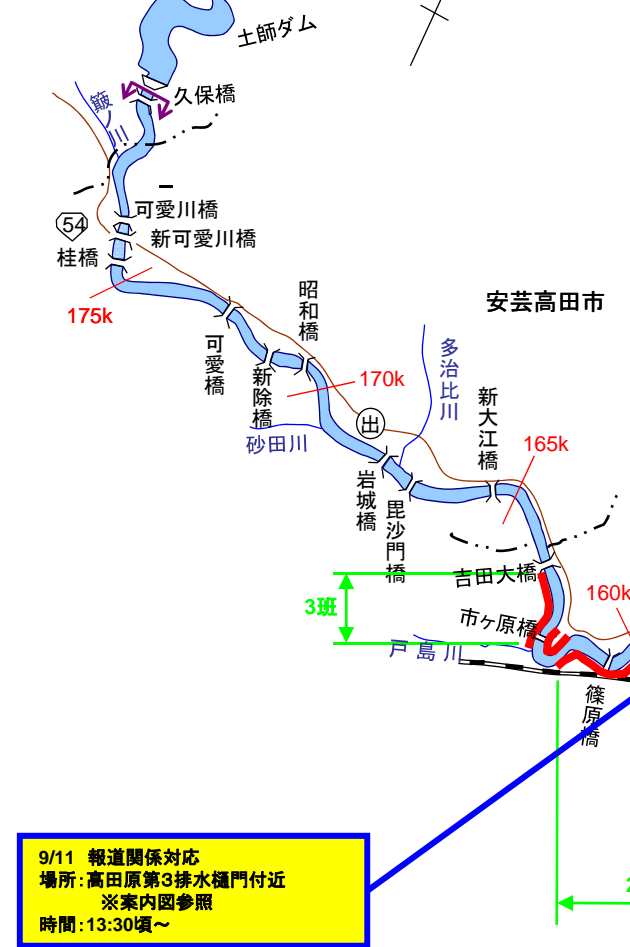 土師ダム
久保橋
簸ノ川
可愛川橋
54
新可愛川橋
桂橋
175k
安芸高田市
昭和橋
可愛橋
新除橋
170k
多治比川
出
新大江橋
砂田川
165k
岩城橋
毘沙門橋
吉田大橋
160k
3班
市ヶ原橋
戸島川
篠原橋
2
9/11 報道関係対応
場所:高田原第3排水樋門付近
※案内図参照
時間:13:30頃～